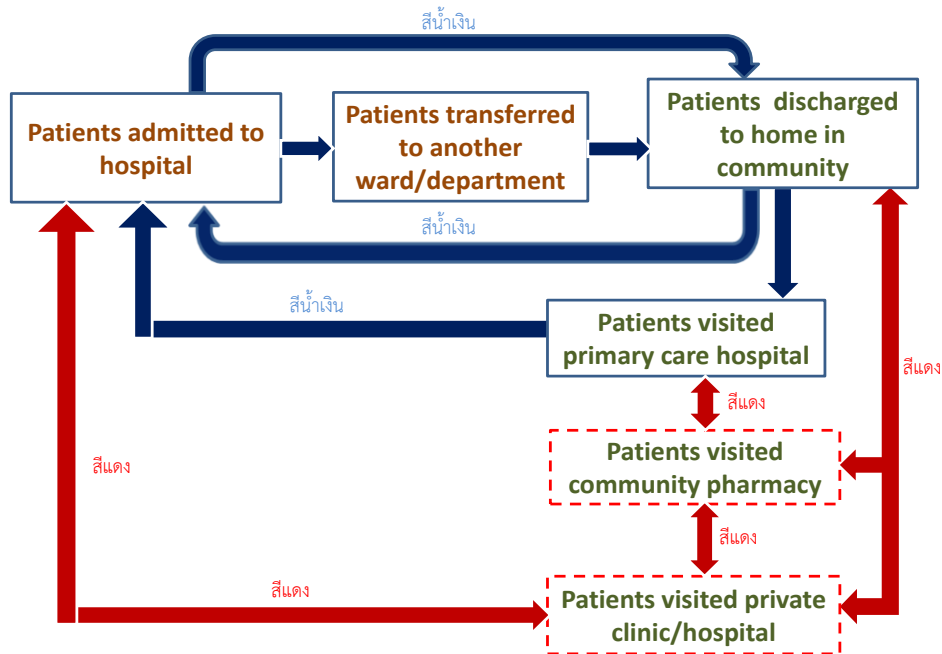 สีน้ำเงิน
Patients admitted to
hospital
Patients transferred
to another
ward/department
Patients discharged
to home in
community
สีน้ำเงิน
สีน้ำเงิน
Patients visited
primary care hospital
สีแดง
สีแดง
Patients visited
community pharmacy
สีแดง
สีแดง
สีแดง
Patients visited private
clinic/hospital